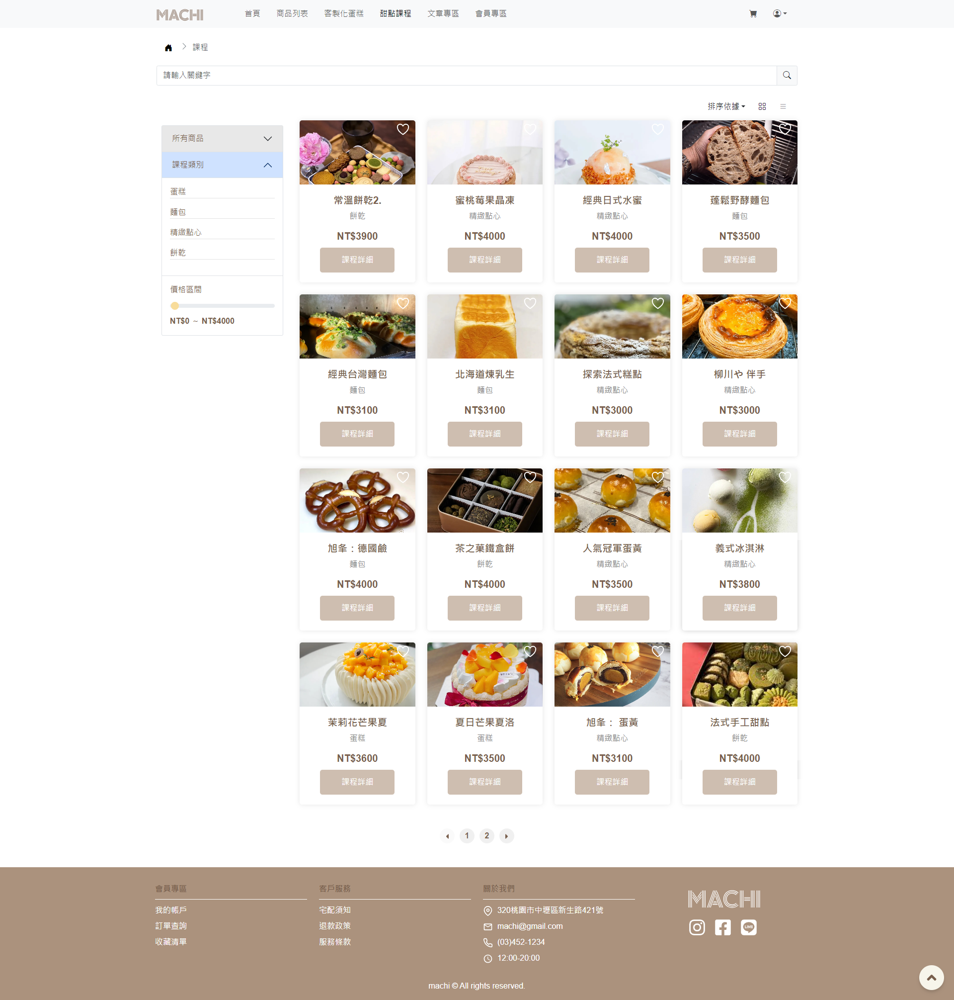 MACHI
首頁 商品列表 客製化蛋糕 甜點課程 文章專區 會員專區
課程
請輸入關鍵字
排序依據
所有商品
課程類別
蛋糕
麵包
精緻點心
餅乾
價格區間
NT$0 ~ NT$4000
常溫餅乾2.
餅乾
NT$3900
課程詳細
蜜桃莓果晶凍
精緻點心
NT$4000
課程詳細
經典日式水蜜
精緻點心
NT$4000
課程詳細
蓬鬆野酵麵包
麵包
NT$3500
課程詳細
經典台灣麵包
麵包
NT$3100
課程詳細
北海道煉乳生
麵包
NT$3100
課程詳細
探索法式糕點
精緻點心
NT$3000
課程詳細
柳川や 伴手
精緻點心
NT$3000
課程詳細
旭夆：德國鹼
麵包
NT$4000
課程詳細
茶之菓鐵盒餅
餅乾
NT$4000
課程詳細
人氣冠軍蛋黃
精緻點心
NT$3500
課程詳細
義式冰淇淋
精緻點心
NT$3800
課程詳細
茉莉花芒果夏
蛋糕
NT$3600
課程詳細
夏日芒果夏洛
蛋糕
NT$3500
課程詳細
旭夆： 蛋黃
精緻點心
NT$3100
課程詳細
法式手工甜點
餅乾
NT$4000
課程詳細
1 2
會員專區
我的帳戶
訂單查詢
收藏清單
客戶服務
宅配須知
退款政策
服務條款
關於我們
320桃園市中壢區新生路421號
machi@gmail.com
(03)452-1234
12:00-20:00
MACHI
LINE
machi © All rights reserved.